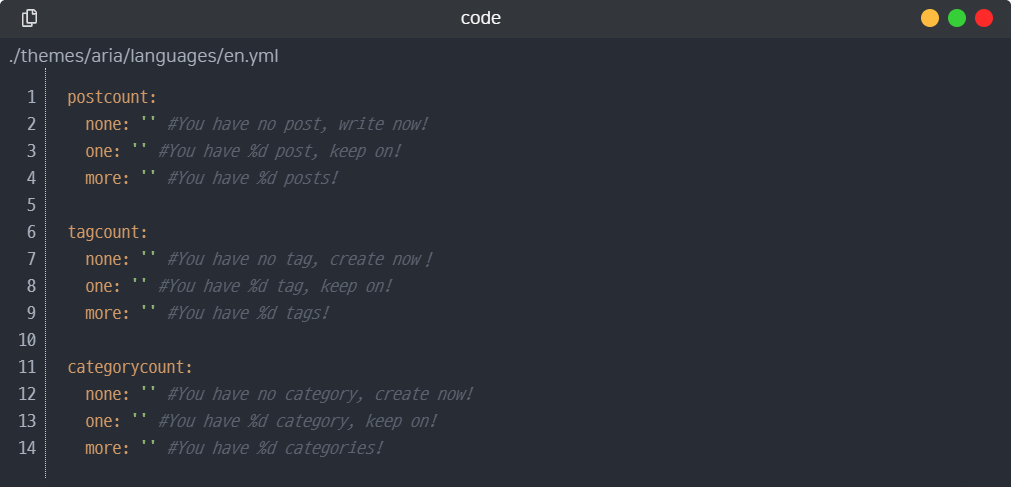 code
./themes/aria/languages/en.yml
1 postcount:
2   none: '' #You have no post, write now!
3   one: '' #You have %d post, keep on!
4   more: '' #You have %d posts!
5
6 tagcount:
7   none: '' #You have no tag, create now！
8   one: '' #You have %d tag, keep on!
9   more: '' #You have %d tags!
10
11 categorycount:
12   none: '' #You have no category, create now!
13   one: '' #You have %d category, keep on!
14   more: '' #You have %d categories!